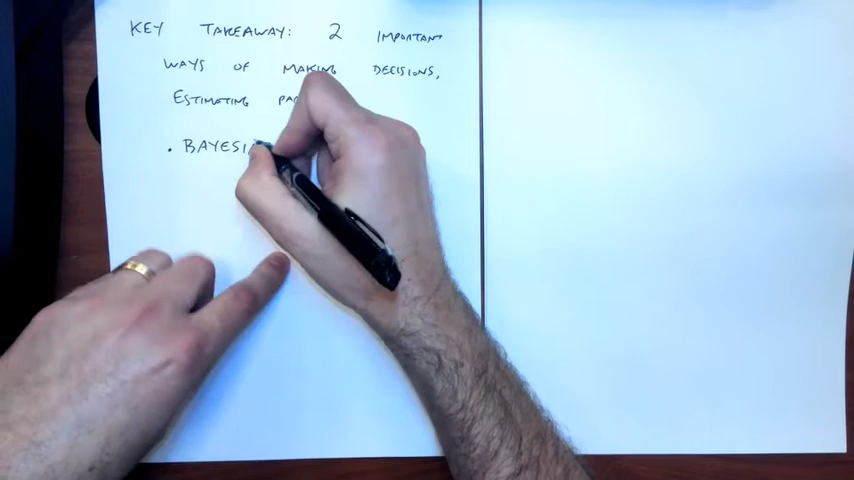 KEY TAKEAWAY: 2 IMPORTANT
WAYS OF MAKING DECISIONS,
ESTIMATING
. BAYESI